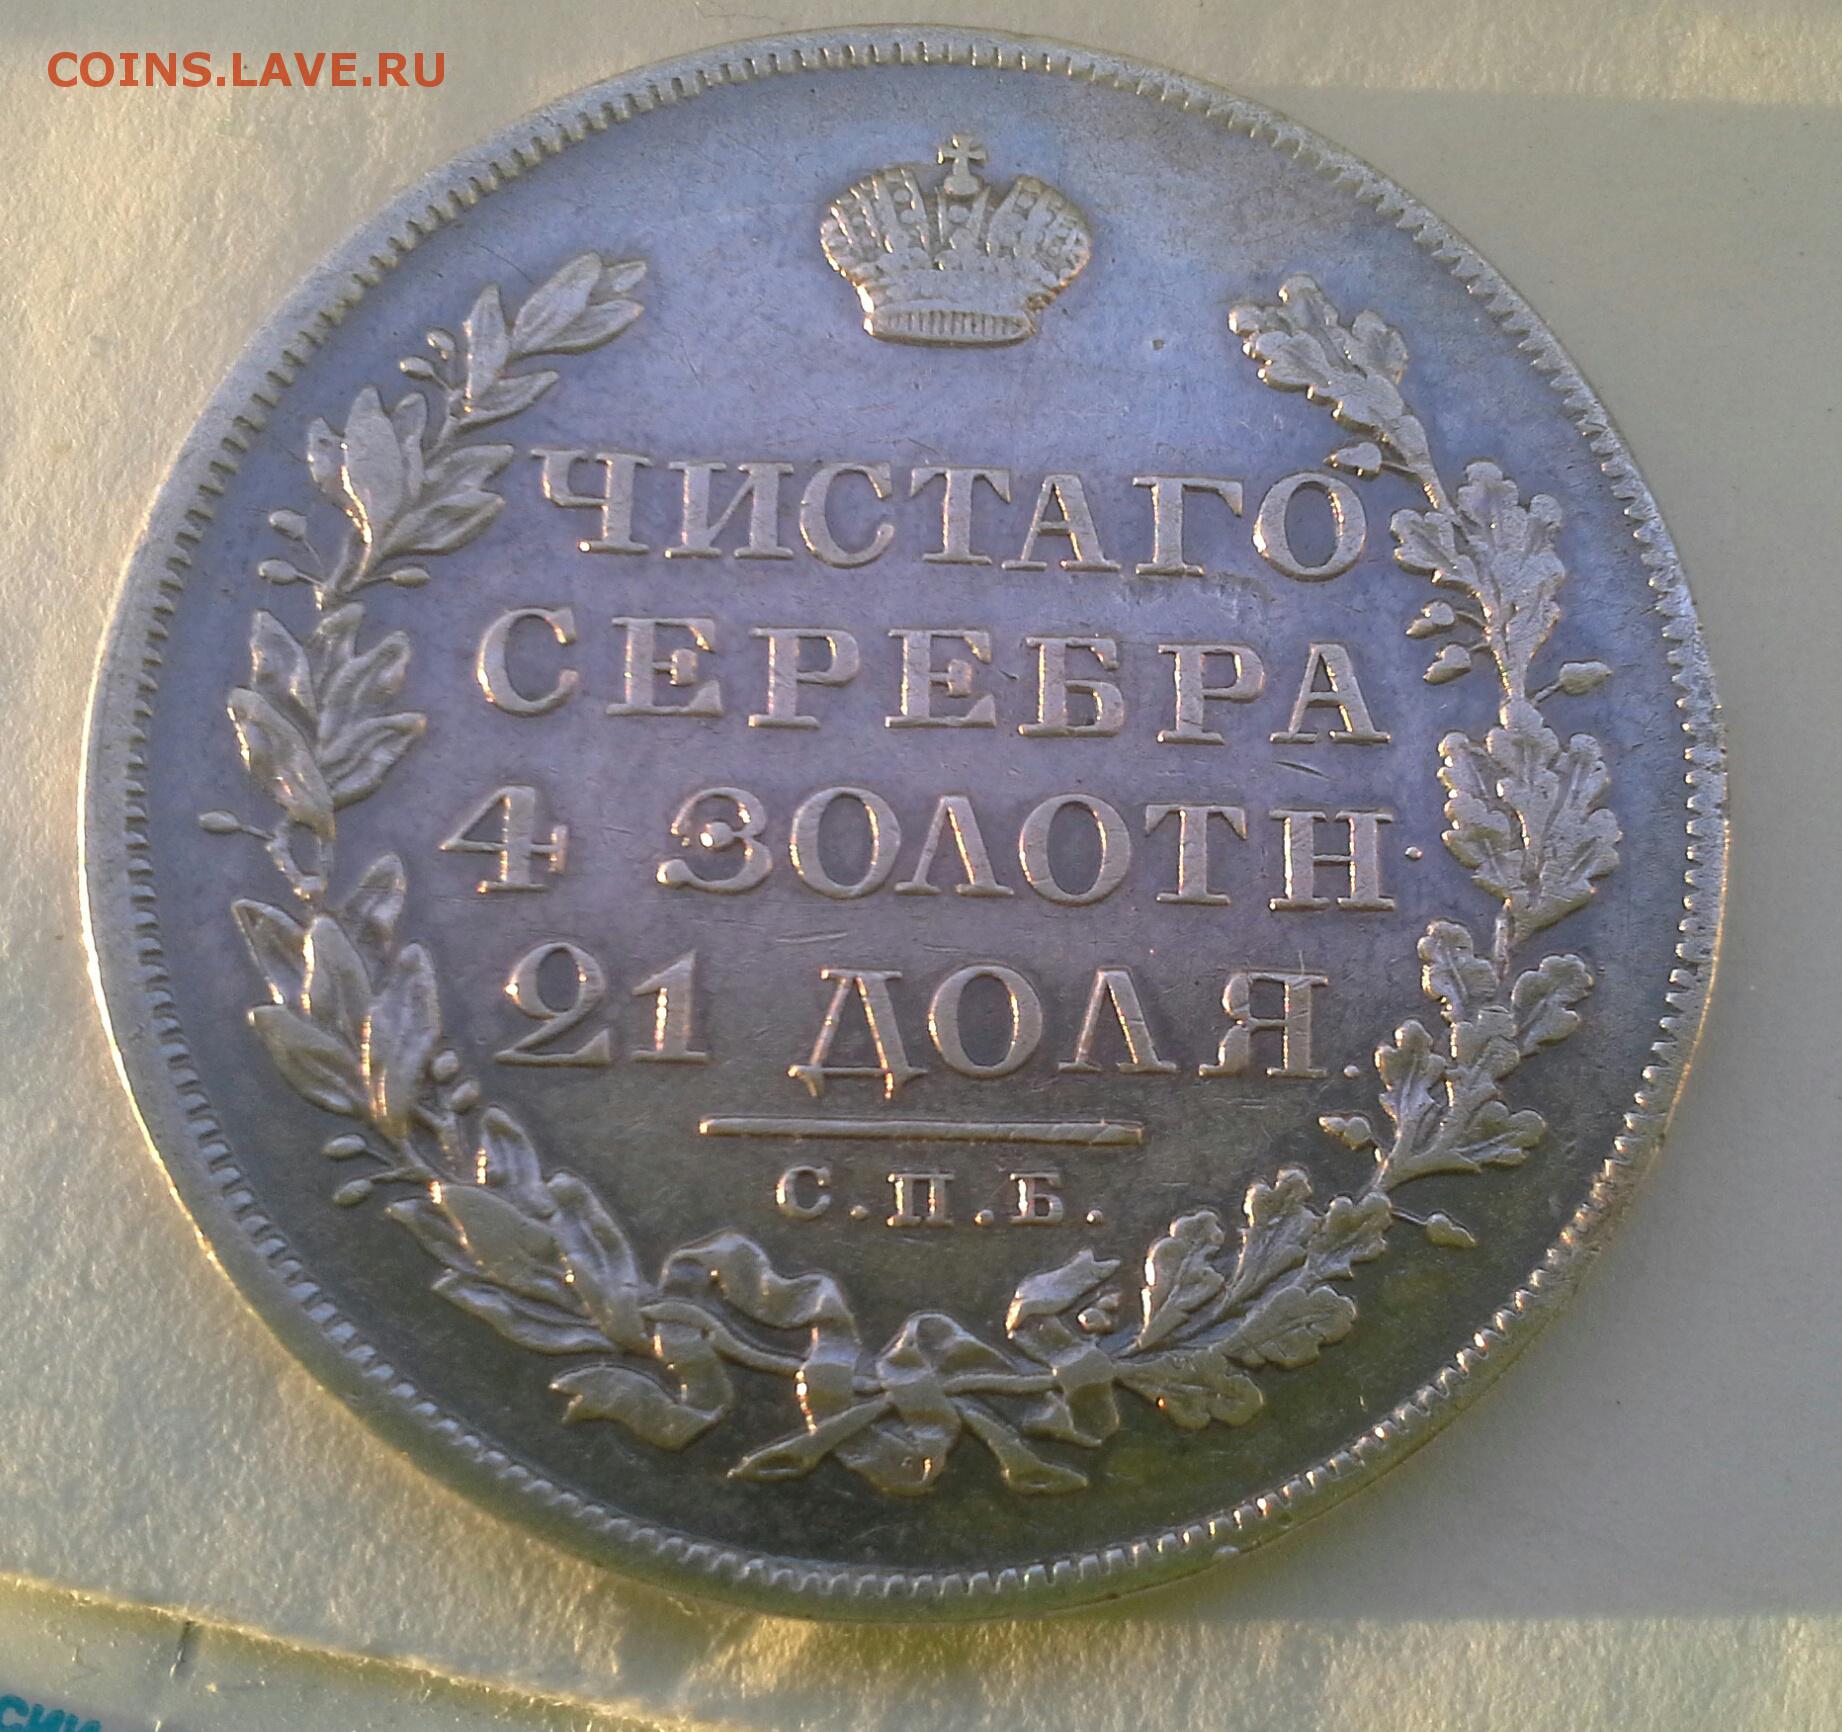 COINS.LAVE.RU
ЧИСТАГО
СЕРЕБРА
4 ЗОЛОТН.
21 ДОЛЯ.
С.П.Б.